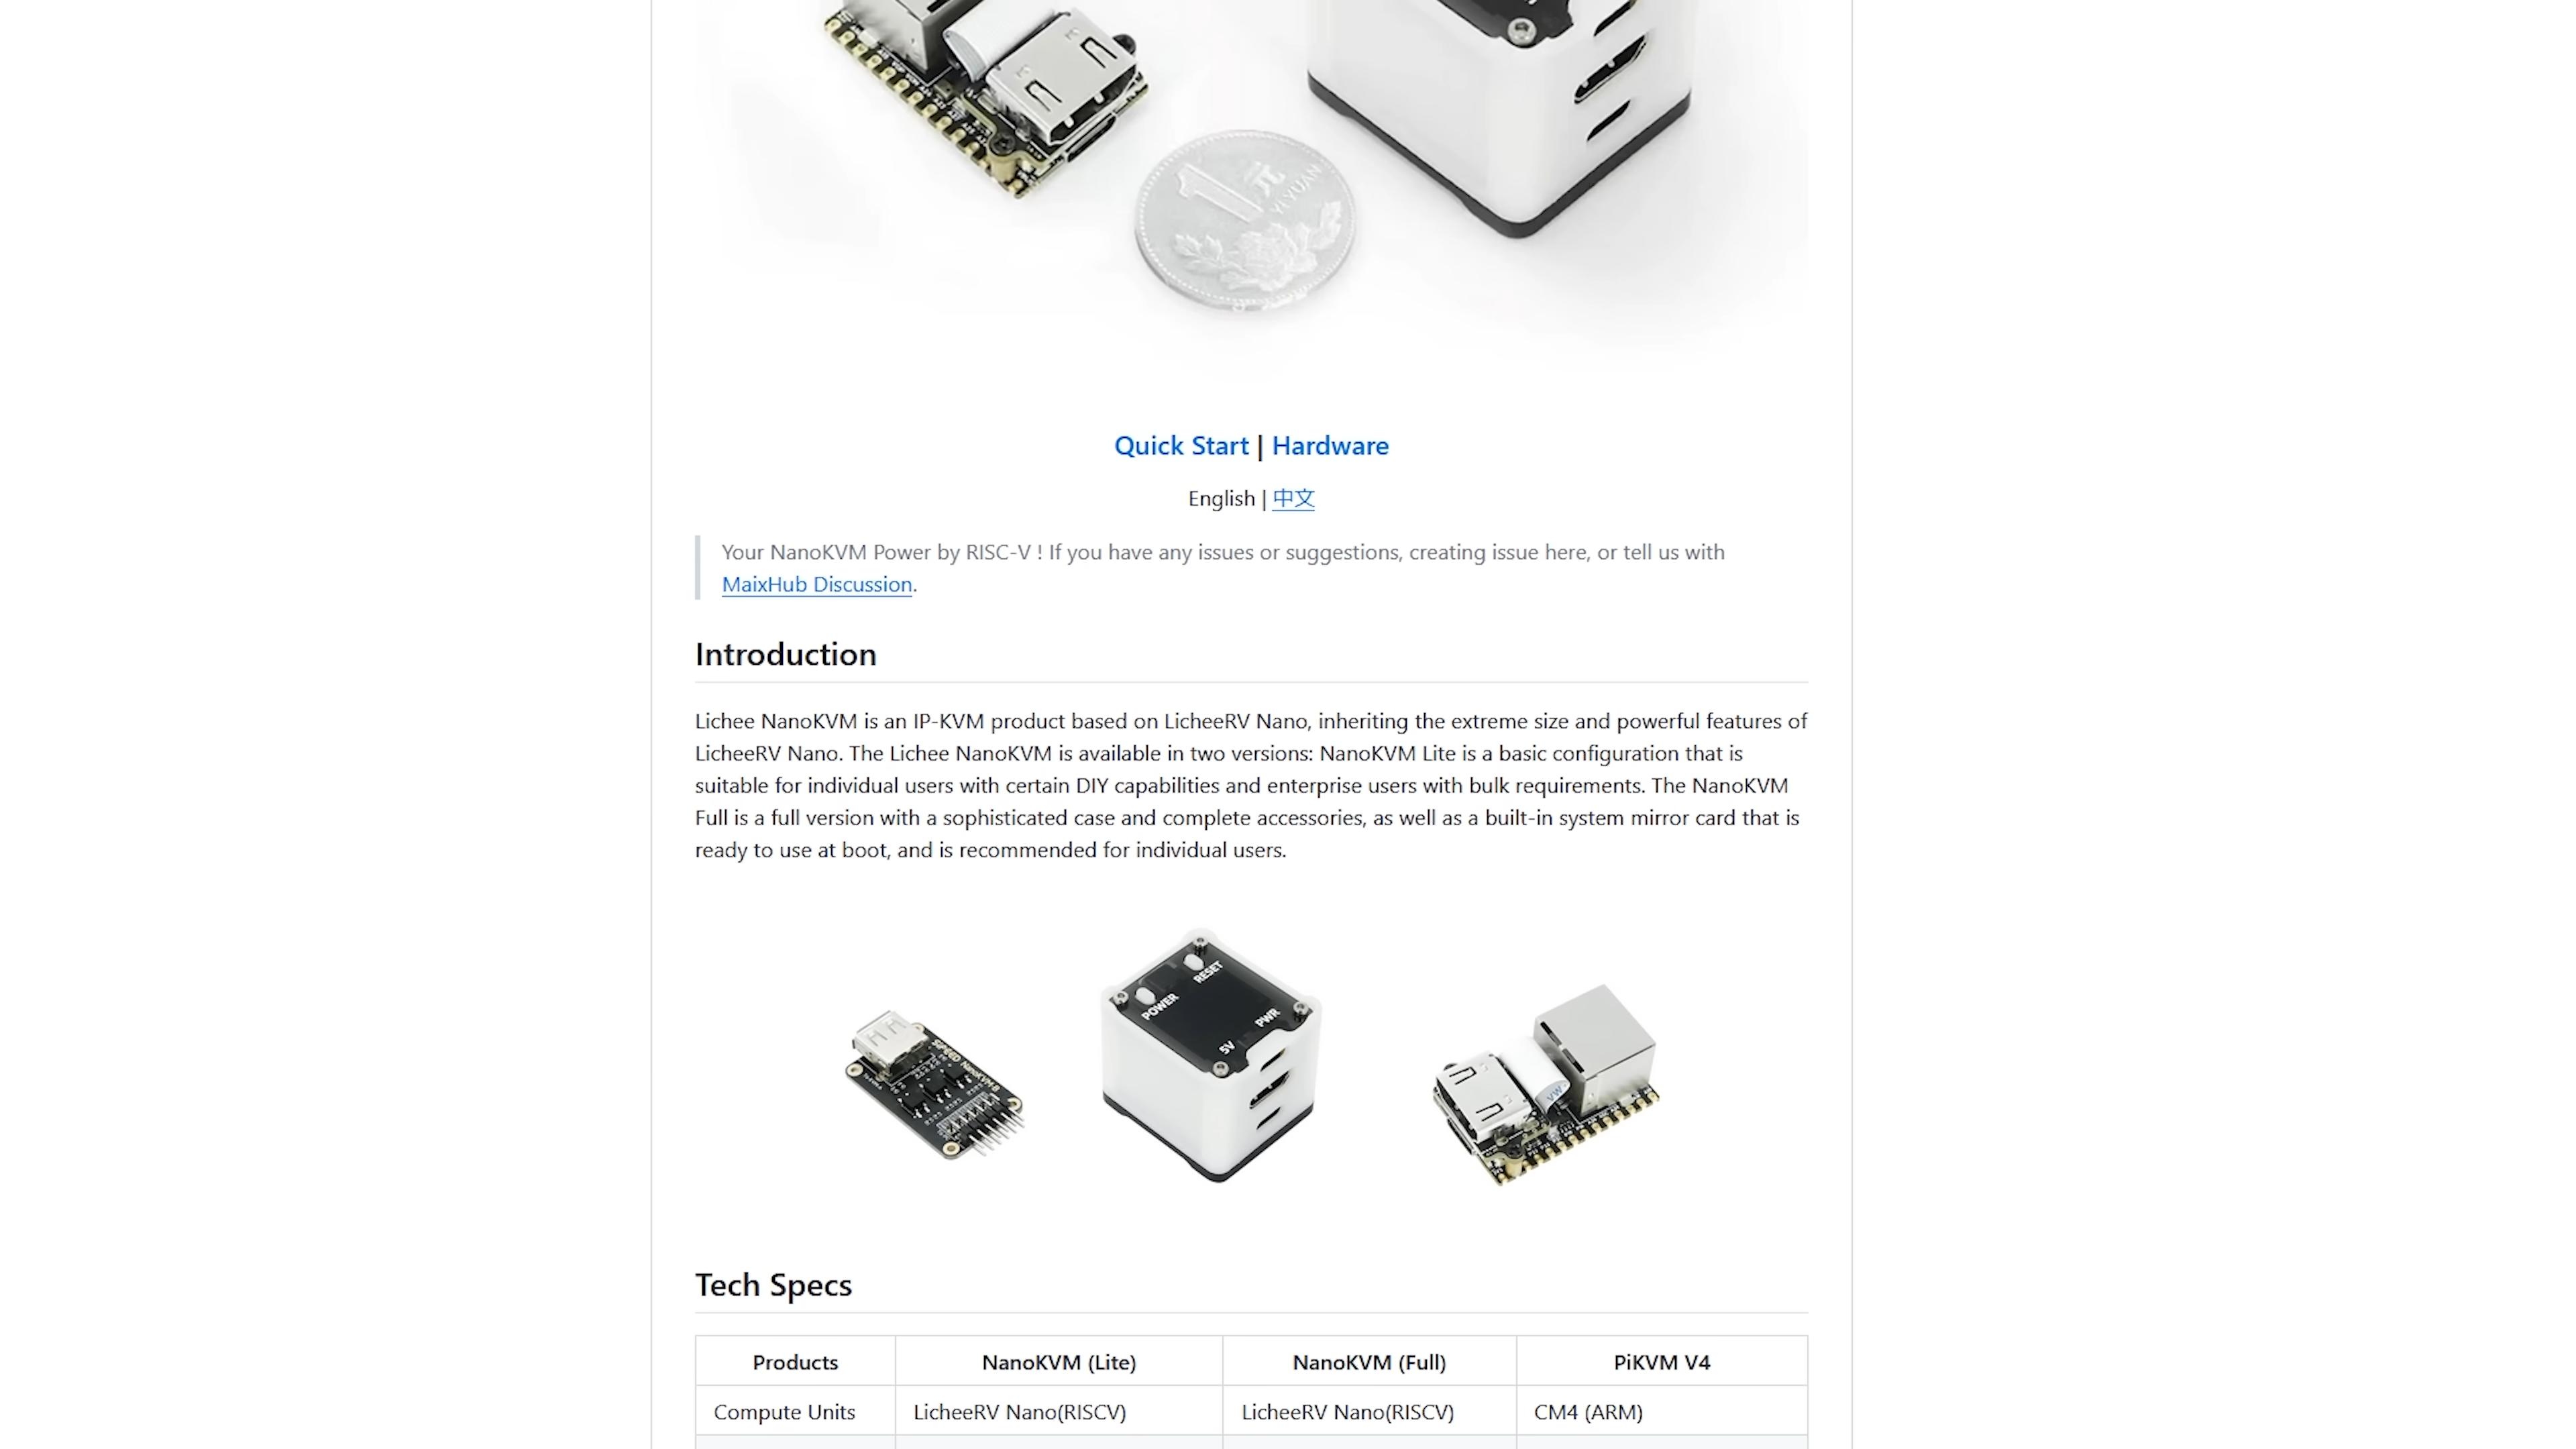 1 元
YI YUAN
Quick Start | Hardware
English | 中文
Your NanoKVM Power by RISC-V ! If you have any issues or suggestions, creating issue here, or tell us with
MaixHub Discussion.
Introduction
Lichee NanoKVM is an IP-KVM product based on LicheeRV Nano, inheriting the extreme size and powerful features of
LicheeRV Nano. The Lichee NanoKVM is available in two versions: NanoKVM Lite is a basic configuration that is
suitable for individual users with certain DIY capabilities and enterprise users with bulk requirements. The NanoKVM
Full is a full version with a sophisticated case and complete accessories, as well as a built-in system mirror card that is
ready to use at boot, and is recommended for individual users.
SiPEED NanoKVM-B
RESET
POWER
PWR
5V
VW
Tech Specs
Products NanoKVM (Lite) NanoKVM (Full) PiKVM V4
Compute Units LicheeRV Nano(RISCV) LicheeRV Nano(RISCV) CM4 (ARM)